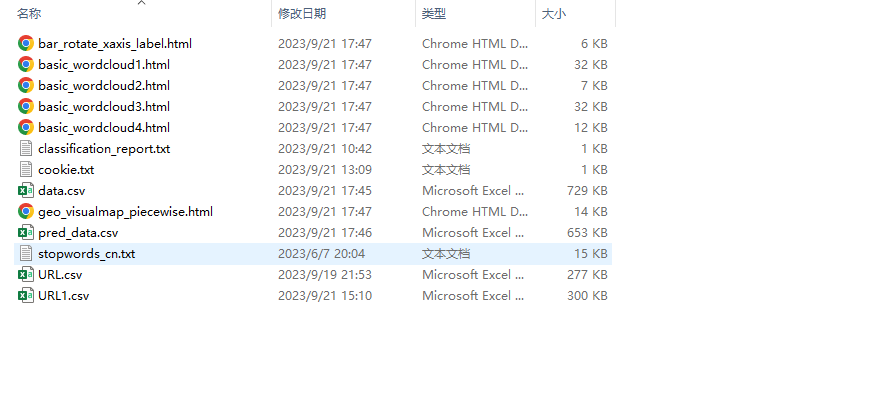 名称 修改日期 类型 大小
bar_rotate_xaxis_label.html 2023/9/21 17:47 Chrome HTML D... 6 KB
basic_wordcloud1.html 2023/9/21 17:47 Chrome HTML D... 32 KB
basic_wordcloud2.html 2023/9/21 17:47 Chrome HTML D... 7 KB
basic_wordcloud3.html 2023/9/21 17:47 Chrome HTML D... 32 KB
basic_wordcloud4.html 2023/9/21 17:47 Chrome HTML D... 12 KB
classification_report.txt 2023/9/21 10:42 文本文档 1 KB
cookie.txt 2023/9/21 13:09 文本文档 1 KB
data.csv 2023/9/21 17:45 Microsoft Excel ... 729 KB
geo_visualmap_piecewise.html 2023/9/21 17:47 Chrome HTML D... 14 KB
pred_data.csv 2023/9/21 17:46 Microsoft Excel ... 653 KB
stopwords_cn.txt 2023/6/7 20:04 文本文档 15 KB
URL.csv 2023/9/19 21:53 Microsoft Excel ... 277 KB
URL1.csv 2023/9/21 15:10 Microsoft Excel ... 300 KB